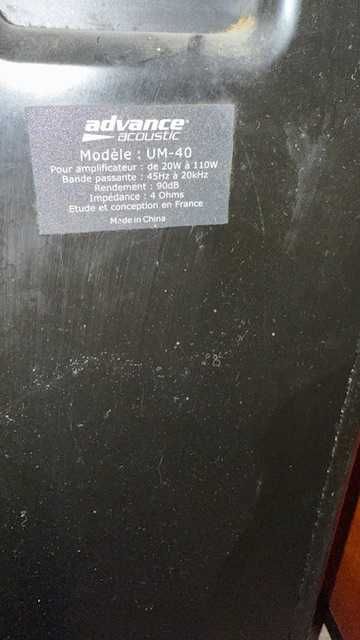 advance
acoustic
Modèle : UM-40
Pour amplificateur : de 20W à 110W
Bande passante : 45Hz à 20kHz
Rendement : 90dB
Impédance : 4 Ohms
Etude et conception en France
Made in China